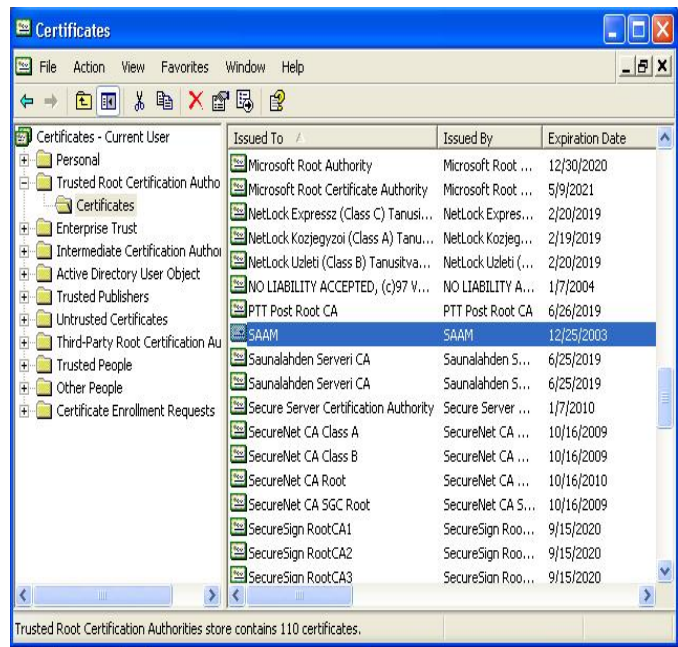 Certificates
File Action View Favorites Window Help
Certificates - Current User
Personal
Trusted Root Certification Autho
Certificates
Enterprise Trust
Intermediate Certification Author
Active Directory User Object
Trusted Publishers
Untrusted Certificates
Third-Party Root Certification Au
Trusted People
Other People
Certificate Enrollment Requests
Issued To Issued By Expiration Date
Microsoft Root Authority Microsoft Root ... 12/30/2020
Microsoft Root Certificate Authority Microsoft Root ... 5/9/2021
NetLock Expressz (Class C) Tanusi... NetLock Expres... 2/20/2019
NetLock Kozjegyzoi (Class A) Tanu... NetLock Kozjeg... 2/19/2019
NetLock Uzleti (Class B) Tanusitva... NetLock Uzleti (... 2/20/2019
NO LIABILITY ACCEPTED, (c)97 V... NO LIABILITY A... 1/7/2004
PTT Post Root CA PTT Post Root CA 6/26/2019
SAAM SAAM 12/25/2003
Saunalahden Serveri CA Saunalahden S... 6/25/2019
Saunalahden Serveri CA Saunalahden S... 6/25/2019
Secure Server Certification Authority Secure Server ... 1/7/2010
SecureNet CA Class A SecureNet CA ... 10/16/2009
SecureNet CA Class B SecureNet CA ... 10/16/2009
SecureNet CA Root SecureNet CA ... 10/16/2010
SecureNet CA SGC Root SecureNet CA S... 10/16/2009
SecureSign RootCA1 SecureSign Roo... 9/15/2020
SecureSign RootCA2 SecureSign Roo... 9/15/2020
SecureSign RootCA3 SecureSign Roo... 9/15/2020
Trusted Root Certification Authorities store contains 110 certificates.